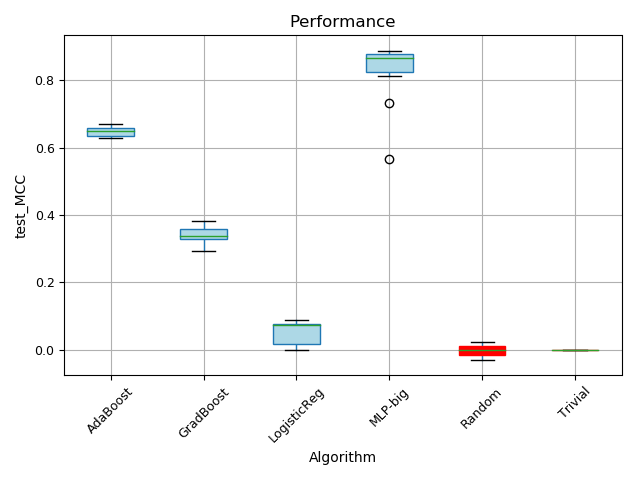 Performance
test_MCC
0.8
0.6
0.4
0.2
0.0
AdaBoost
GradBoost
LogisticReg
MLP-big
Random
Trivial
Algorithm